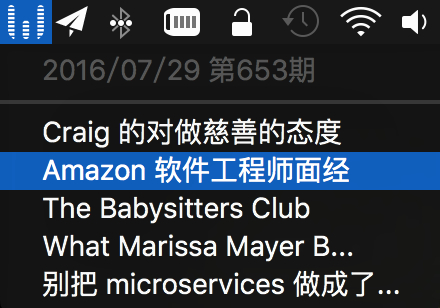 2016/07/29 第653期
Craig 的对做慈善的态度
Amazon 软件工程师面经
The Babysitters Club
What Marissa Mayer B...
别把 microservices 做成了...